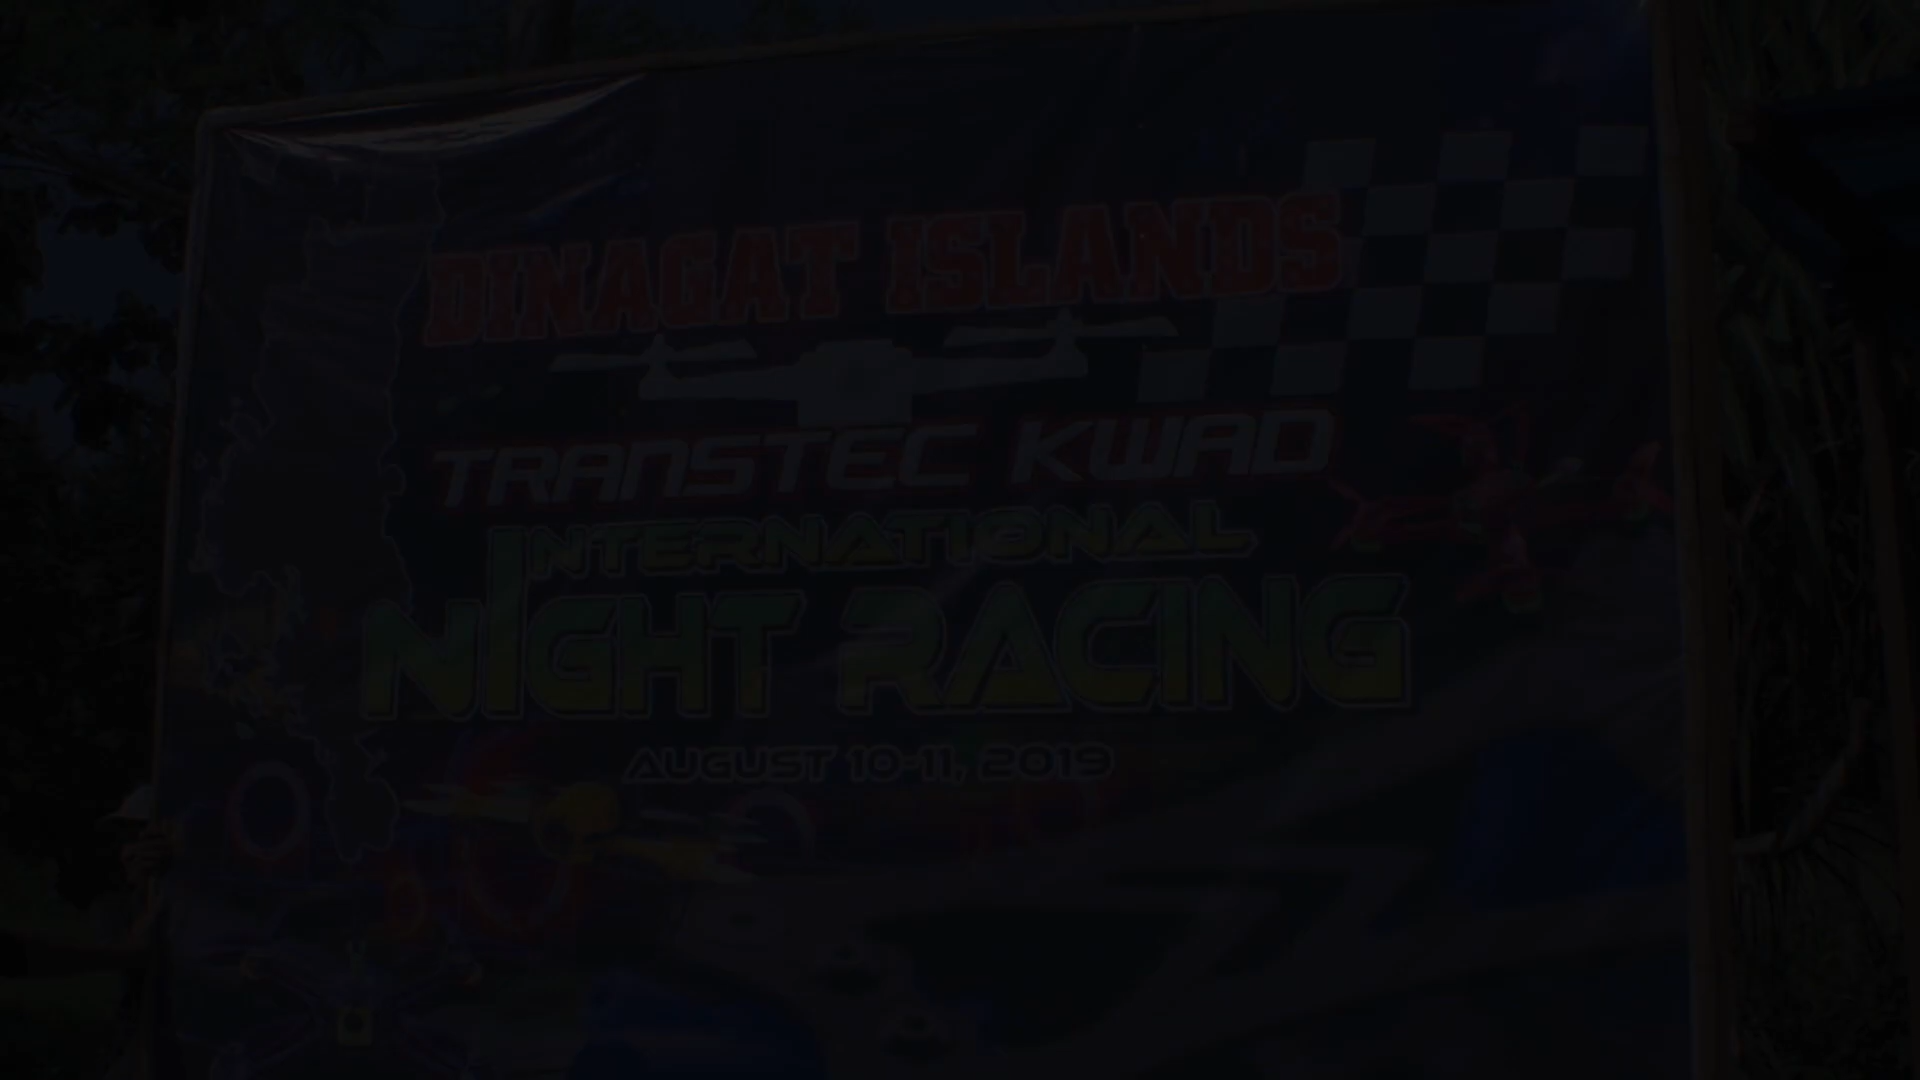 DINAGAT ISLANDS
TRANSTEC KWAD
INTERNATIONAL
NIGHT RACING
AUGUST 10-11, 2019